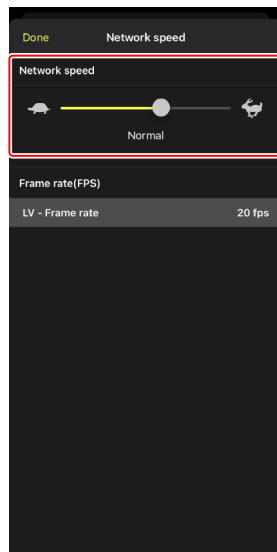 Done Network speed
Network speed
Normal
Frame rate(FPS)
LV - Frame rate 20 fps